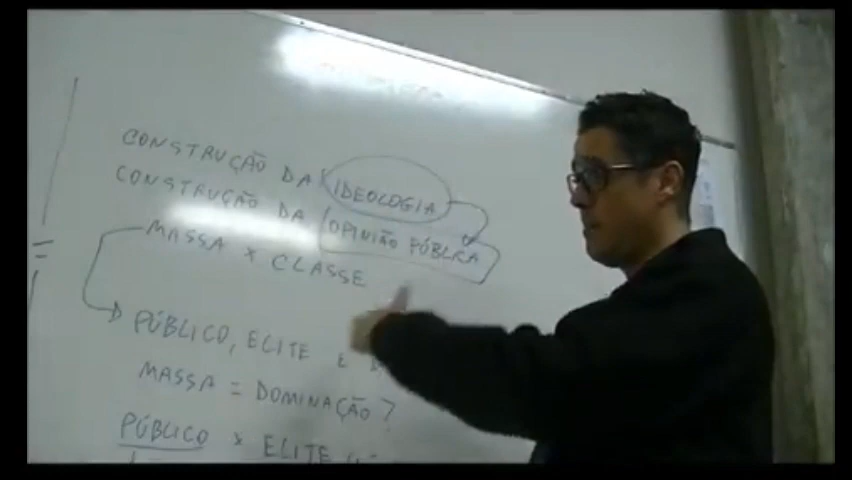 CONSTRUÇÃO DA IDEOLOGIA
CONSTRUÇÃO DA OPINIÃO PÚBLICA
MASSA x CLASSE
PÚBLICO, ELITE E
MASSA = DOMINAÇÃO?
PÚBLICO x ELITE